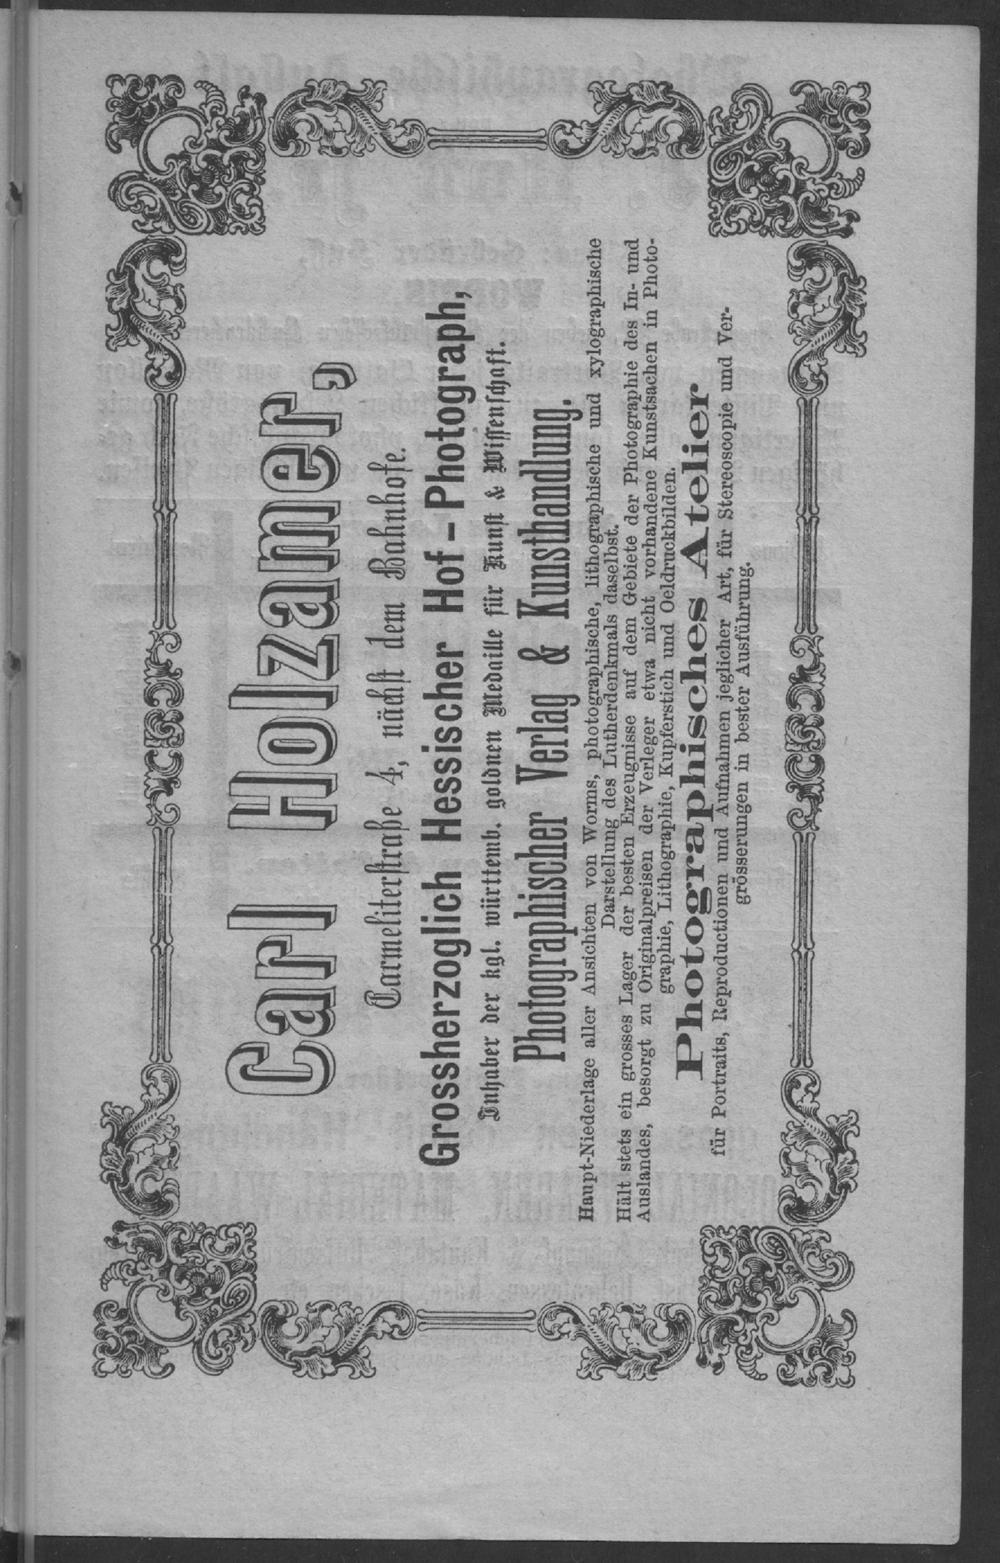 Carl Holzamer,
Carmeliterstraße 4, nächst dem Bahnhofe.
Grossherzoglich Hessischer Hof-Photograph,
Inhaber der kgl. württemb. goldnen Medaille für Kunst & Wissenschaft.
Photographischer Verlag & Kunsthandlung,
Haupt-Niederlage aller Ansichten von Worms, photographische, lithographische und xylographische
Darstellung des Lutherdenkmals daselbst.
Hält stets ein grosses Lager der besten Erzeugnisse auf dem Gebiete der Photographie des In- und
Auslandes, besorgt zu Originalpreisen der Verleger etwa nicht vorhandene Kunstsachen in Photo-
graphie, Lithographie, Kupferstich und Oeldruckbilden.
Photographisches Atelier
für Portraits, Reproductionen und Aufnahmen jeglicher Art, für Stereoscopie und Ver-
grösserungen in bester Ausführung.